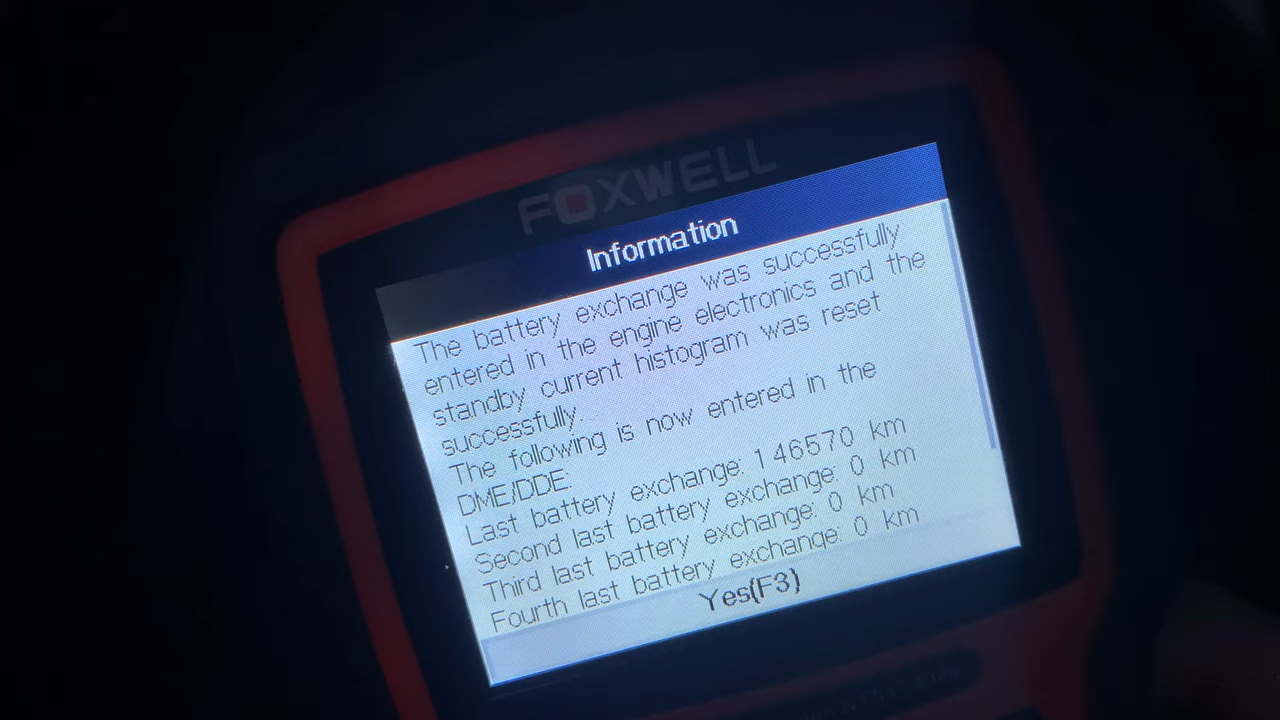 FOXWELL
Information
The battery exchange was successfully
entered in the engine electronics and the
standby current histogram was reset
successfully.
The following is now entered in the
DME/DDE:
Last battery exchange: 146570 km
Second last battery exchange: 0 km
Third last battery exchange: 0 km
Fourth last battery exchange: 0 km
Yes(F3)